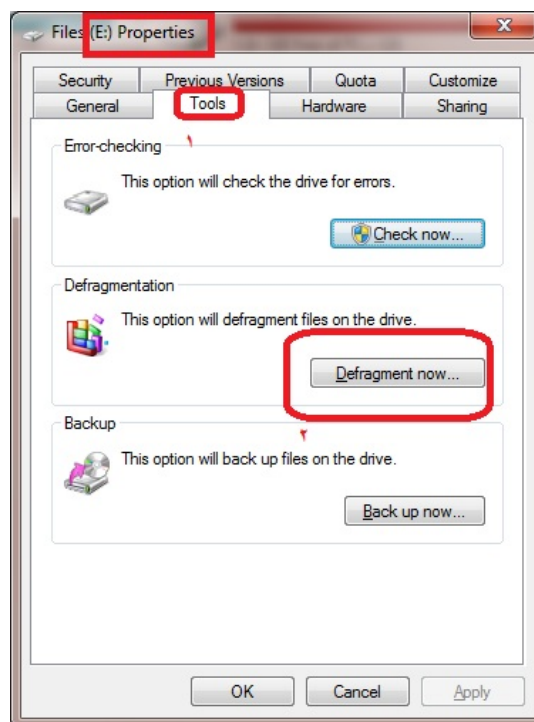 Files (E:) Properties
Security Previous Versions Quota Customize
General Tools Hardware Sharing
Error-checking
۱
This option will check the drive for errors.
Check now...
Defragmentation
This option will defragment files on the drive.
Defragment now...
Backup
۲
This option will back up files on the drive.
Back up now...
OK Cancel Apply